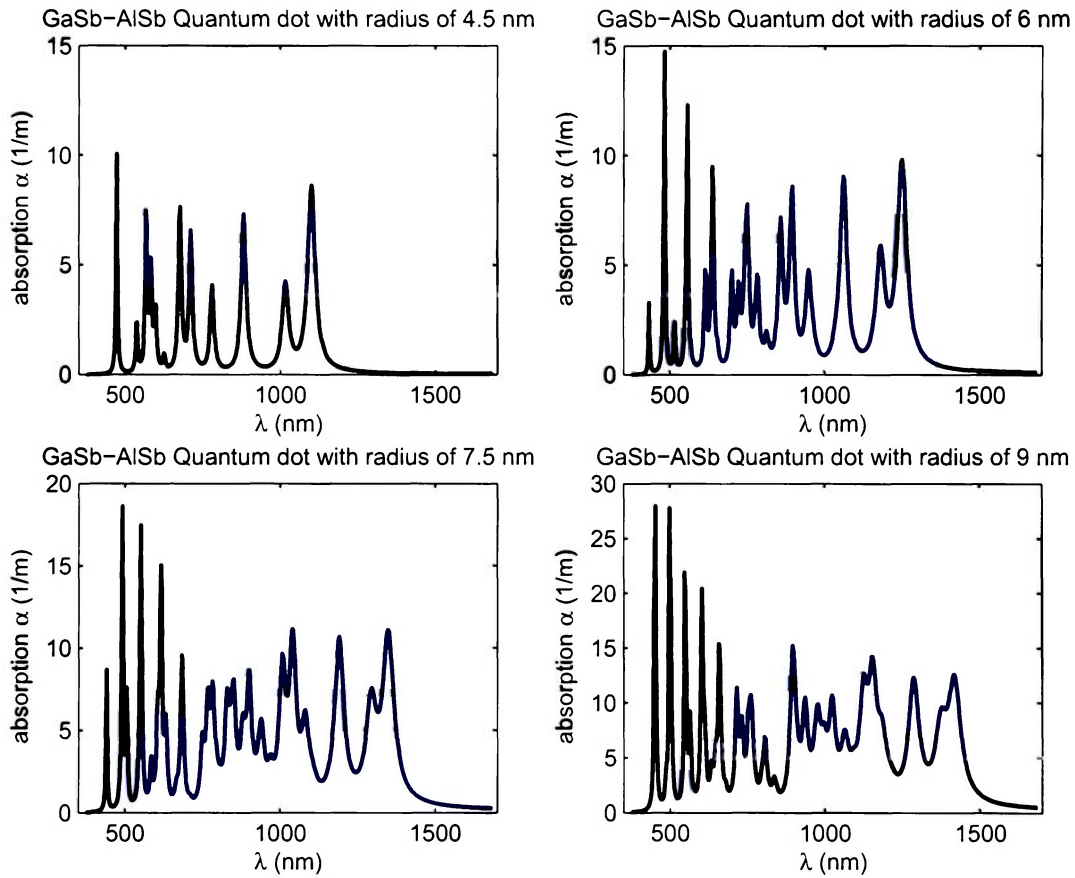 GaSb−AlSb Quantum dot with radius of 4.5 nm
15
10
5
0
absorption α (1/m)
500
1000
1500
λ (nm)
GaSb−AlSb Quantum dot with radius of 6 nm
15
10
5
0
absorption α (1/m)
500
1000
1500
λ (nm)
GaSb−AlSb Quantum dot with radius of 7.5 nm
20
15
10
5
0
absorption α (1/m)
500
1000
1500
λ (nm)
GaSb−AlSb Quantum dot with radius of 9 nm
30
25
20
15
10
5
0
absorption α (1/m)
500
1000
1500
λ (nm)